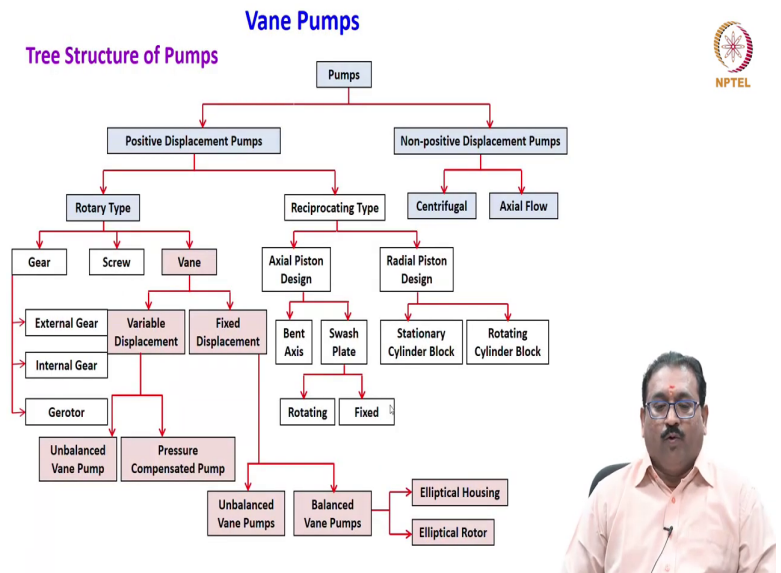 Vane Pumps
Tree Structure of Pumps
NPTEL
Pumps
Positive Displacement Pumps
Non-positive Displacement Pumps
Rotary Type
Reciprocating Type
Centrifugal
Axial Flow
Gear
Screw
Vane
Axial Piston
Design
Radial Piston
Design
External Gear
Internal Gear
Gerotor
Variable
Displacement
Fixed
Displacement
Bent
Axis
Swash
Plate
Stationary
Cylinder Block
Rotating
Cylinder Block
Rotating
Fixed
Unbalanced
Vane Pump
Pressure
Compensated Pump
Unbalanced
Vane Pumps
Balanced
Vane Pumps
Elliptical Housing
Elliptical Rotor